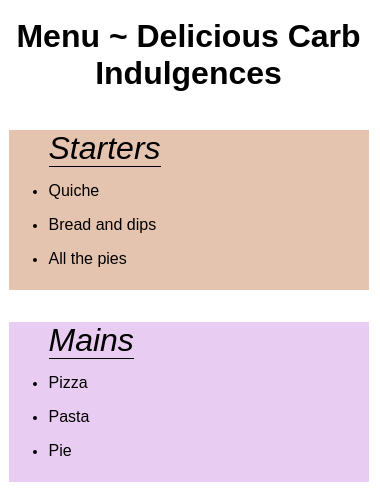 Menu ~ Delicious Carb
Indulgences
Starters
• Quiche
• Bread and dips
• All the pies
Mains
• Pizza
• Pasta
• Pie